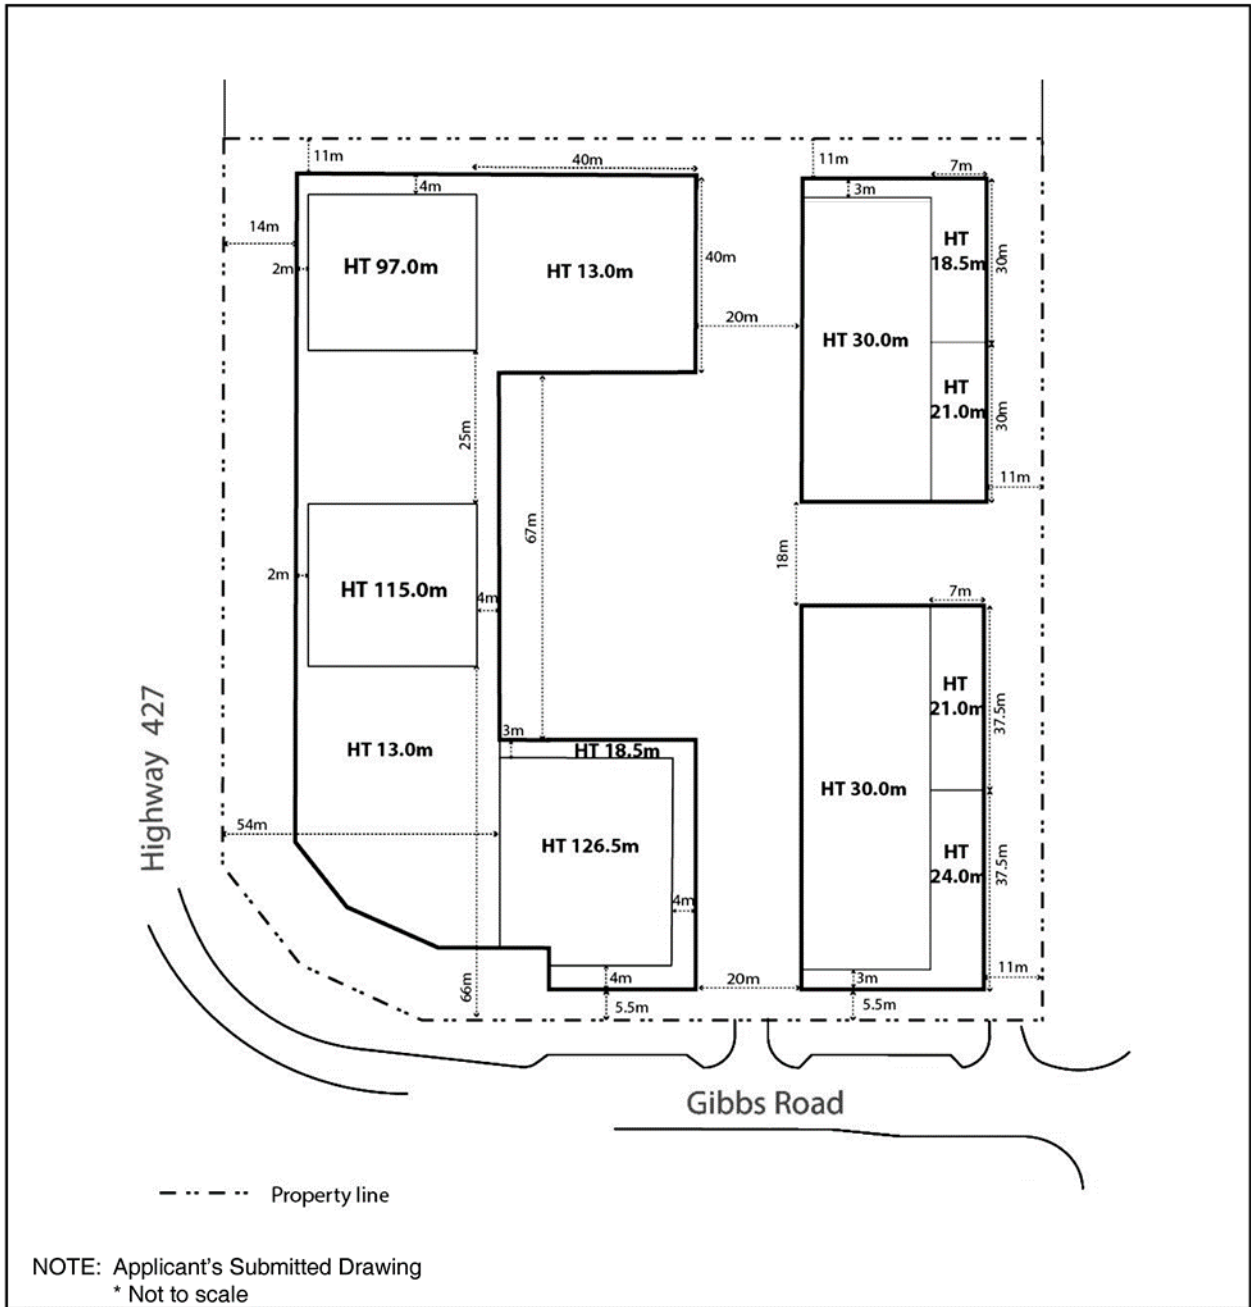 11m
40m
11m
7m
4m
3m
14m
HT
18.5m
30m
2m
HT 97.0m
HT 13.0m
40m
20m
HT 30.0m
HT
21.0m
30m
25m
11m
67m
18m
2m
HT 115.0m
4m
7m
HT
21.0m
37.5m
Highway 427
3m
HT 18.5m
HT 13.0m
HT 30.0m
54m
HT 126.5m
HT
24.0m
37.5m
4m
66m
4m
20m
3m
11m
5.5m
5.5m
Gibbs Road
Property line
NOTE: Applicant's Submitted Drawing
* Not to scale